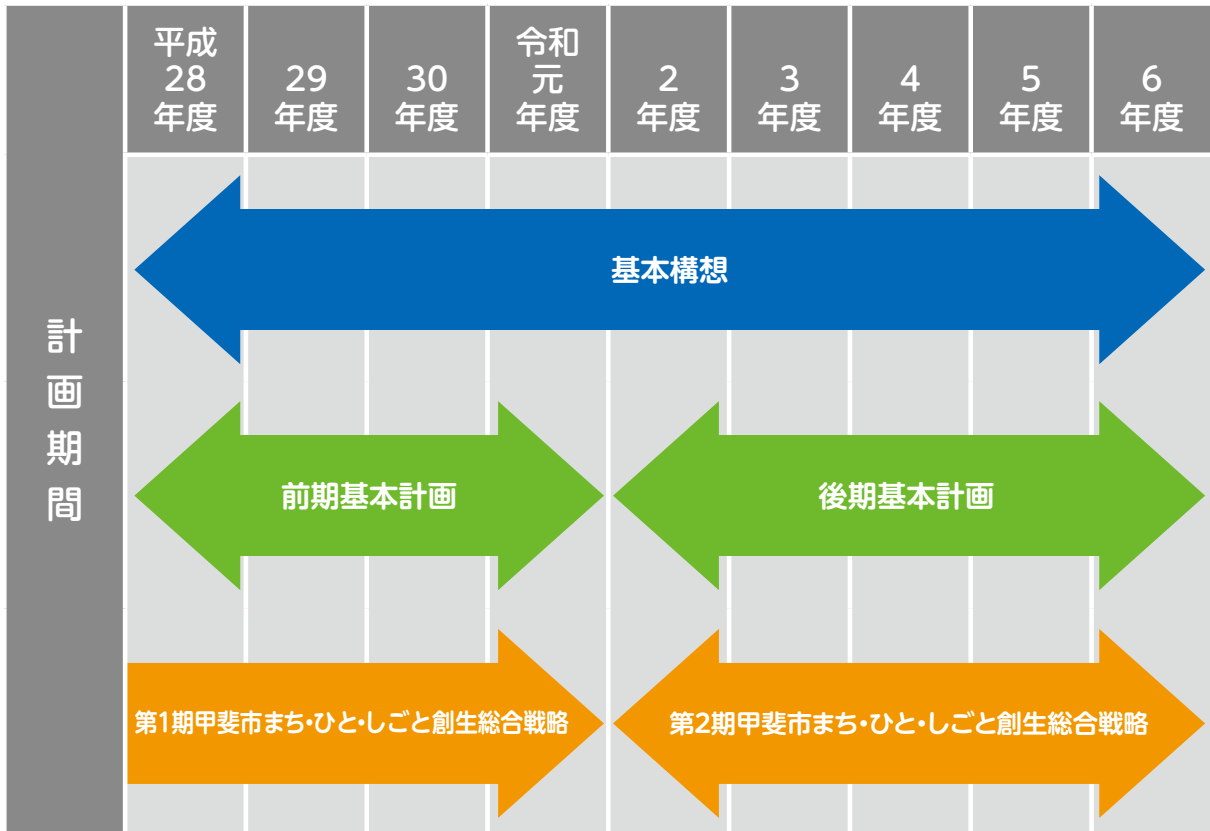 平成
28
年度
29
年度
30
年度
令和
元
年度
2
年度
3
年度
4
年度
5
年度
6
年度
計画期間
基本構想
前期基本計画
後期基本計画
第1期甲斐市まち・ひと・しごと創生総合戦略
第2期甲斐市まち・ひと・しごと創生総合戦略